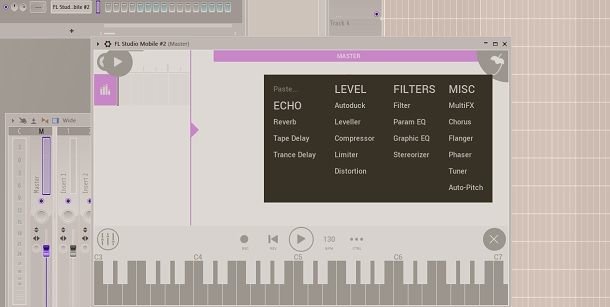 FL Stud..bile #2
Track 4
FL Studio Mobile #2 (Master)
MASTER
Paste...
ECHO
Reverb
Tape Delay
Trance Delay
LEVEL
Autoduck
Leveller
Compressor
Limiter
Distortion
FILTERS
Filter
Param EQ
Graphic EQ
Stereorizer
MISC
MultiFX
Chorus
Flanger
Phaser
Tuner
Auto-Pitch
Wide
C M 1 2
Master
Insert 1
Insert 2
REC
130
BPM
CTRL
C3 C4 C5 C6 C7